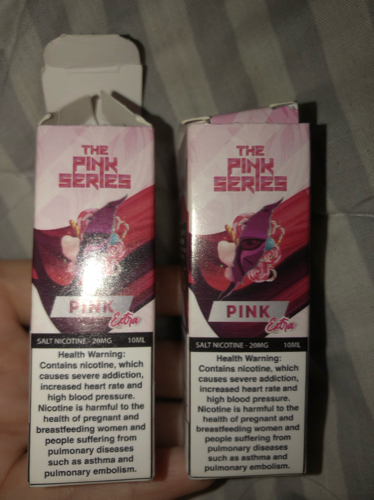 THE
PINK
SERIES
PINK
Extra
SALT NICOTINE - 20MG 10ML
Health Warning:
Contains nicotine, which
causes severe addiction,
increased heart rate and
high blood pressure.
Nicotine is harmful to the
health of pregnant and
breastfeeding women and
people suffering from
pulmonary diseases
such as asthma and
pulmonary embolism.
THE
PINK
SERIES
PINK
Extra
SALT NICOTINE - 20MG 10ML
Health Warning:
Contains nicotine, which
causes severe addiction,
increased heart rate and
high blood pressure.
Nicotine is harmful to the
health of pregnant and
breastfeeding women and
people suffering from
pulmonary diseases
such as asthma and
pulmonary embolism.